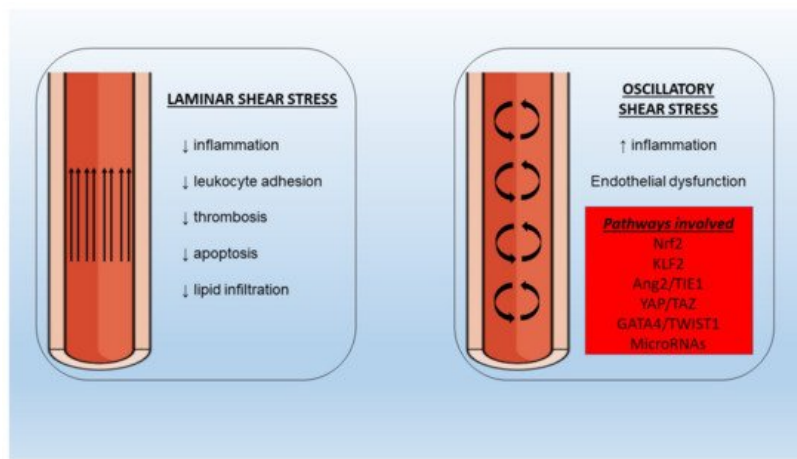 LAMINAR SHEAR STRESS
↓ inflammation
↓ leukocyte adhesion
↓ thrombosis
↓ apoptosis
↓ lipid infiltration
OSCILLATORY
SHEAR STRESS
↑ inflammation
Endothelial dysfunction
Pathways involved
Nrf2
KLF2
Ang2/TIE1
YAP/TAZ
GATA4/TWIST1
MicroRNAs